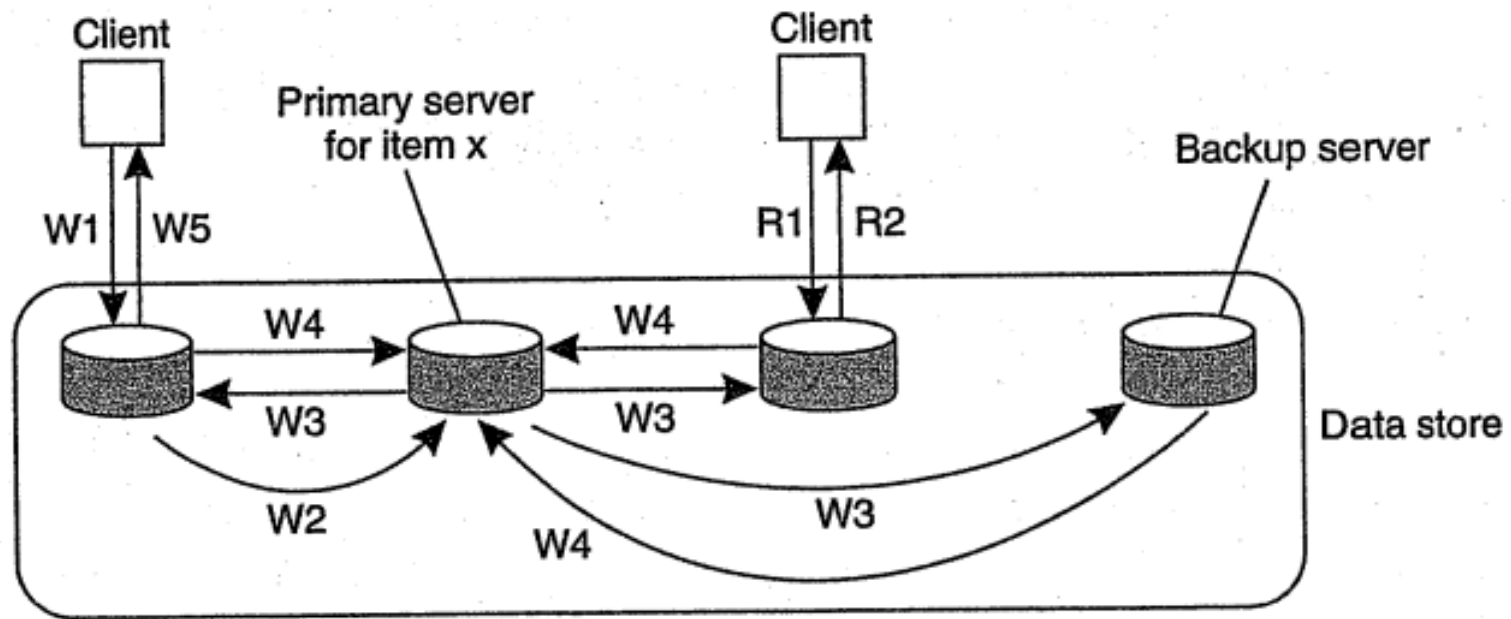 Client
Client
Primary server
for item x
Backup server
W1
W5
R1
R2
W4
W4
W3
W3
Data store
W2
W3
W4